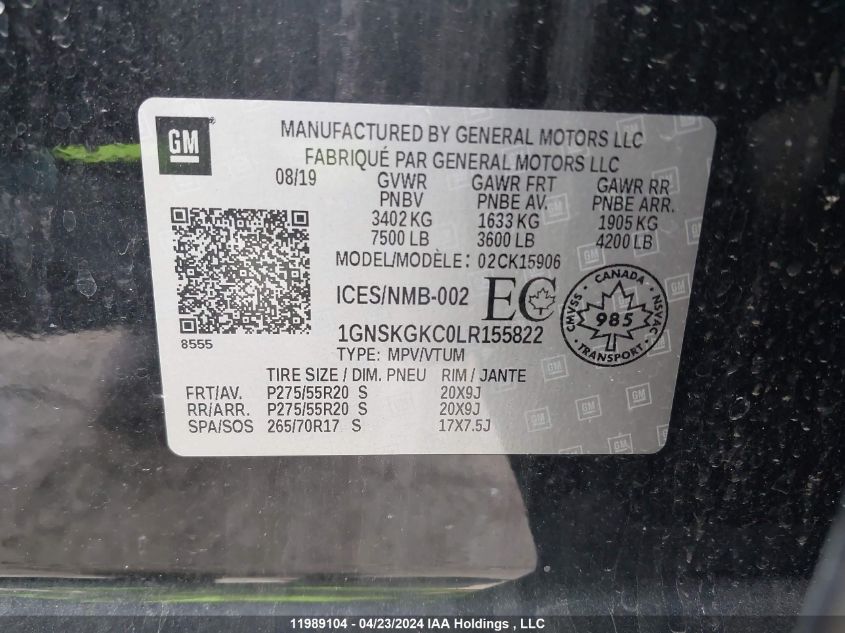 GM
MANUFACTURED BY GENERAL MOTORS LLC
FABRIQUÉ PAR GENERAL MOTORS LLC
08/19 GVWR GAWR FRT GAWR RR
PNBV PNBE AV. PNBE ARR.
3402 KG 1633 KG 1905 KG
7500 LB 3600 LB 4200 LB
MODEL/MODÈLE: 02CK15906
ICES/NMB-002 EC
CANADA
CMVSS 985 NSVAC
TRANSPORT
8555
1GNSKGKC0LR155822
TYPE: MPV/VTUM
TIRE SIZE / DIM. PNEU RIM / JANTE
FRT/AV. P275/55R20 S 20X9J
RR/ARR. P275/55R20 S 20X9J
SPA/SOS 265/70R17 S 17X7.5J
11989104 - 04/23/2024 IAA Holdings , LLC